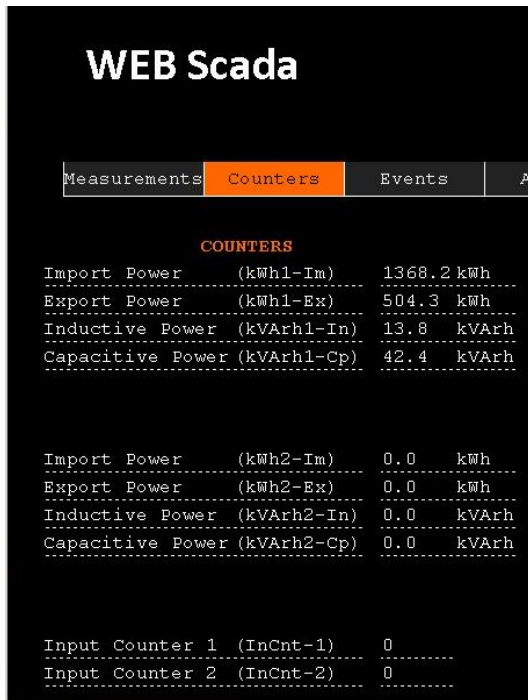 WEB Scada
Measurements Counters Events A
COUNTERS
Import Power (kWh1-Im) 1368.2 kWh
Export Power (kWh1-Ex) 504.3 kWh
Inductive Power (kVArh1-In) 13.8 kVArh
Capacitive Power (kVArh1-Cp) 42.4 kVArh
Import Power (kWh2-Im) 0.0 kWh
Export Power (kWh2-Ex) 0.0 kWh
Inductive Power (kVArh2-In) 0.0 kVArh
Capacitive Power (kVArh2-Cp) 0.0 kVArh
Input Counter 1 (InCnt-1) 0
Input Counter 2 (InCnt-2) 0